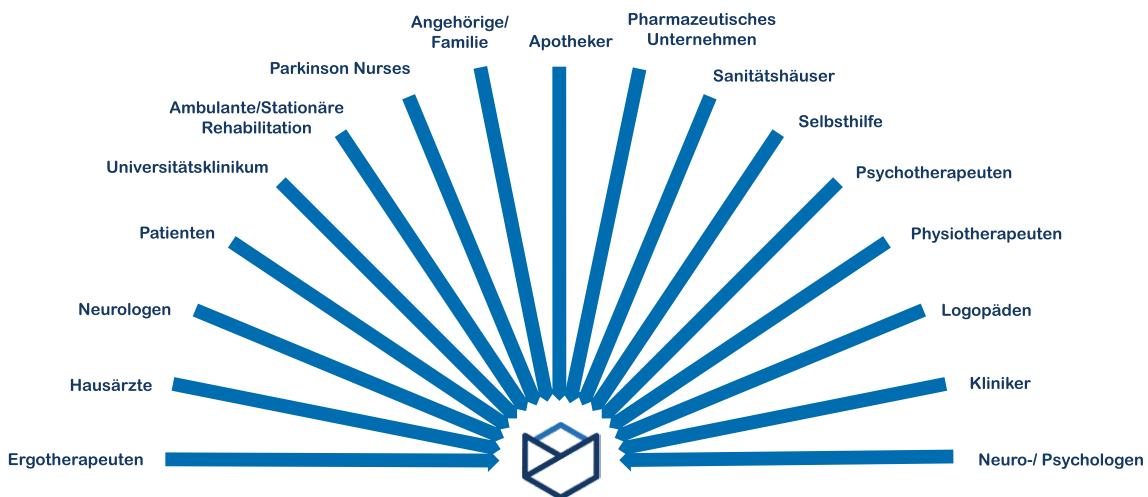 Ergotherapeuten
Hausärzte
Neurologen
Patienten
Universitätsklinikum
Ambulante/Stationäre
Rehabilitation
Parkinson Nurses
Angehörige/
Familie
Apotheker
Pharmazeutisches
Unternehmen
Sanitätshäuser
Selbsthilfe
Psychotherapeuten
Physiotherapeuten
Logopäden
Kliniker
Neuro-/ Psychologen